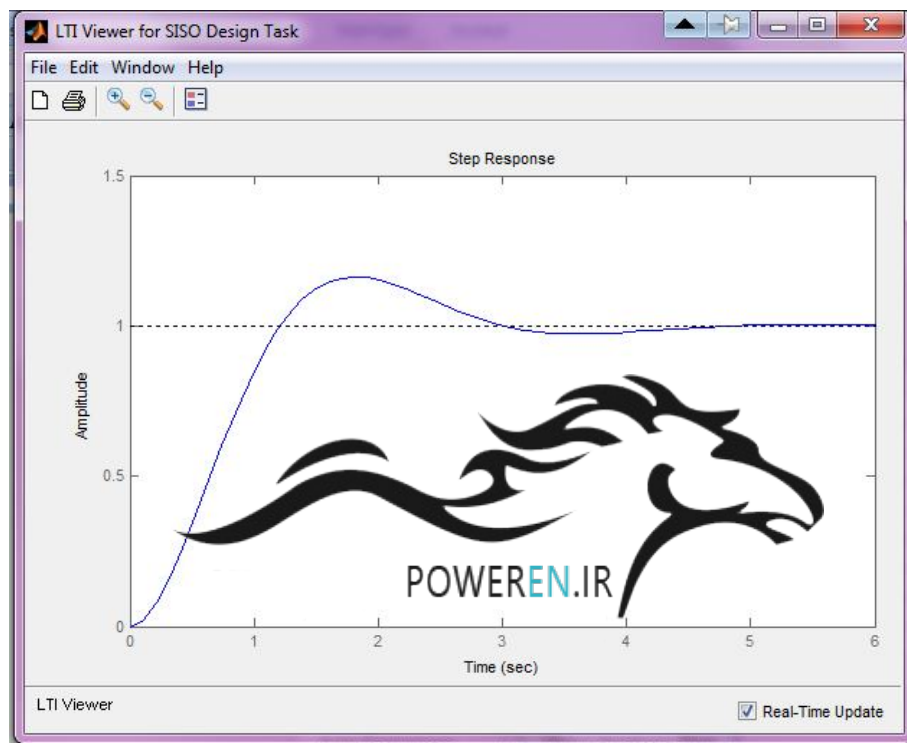 LTI Viewer for SISO Design Task
File Edit Window Help
Step Response
1.5
1
0.5
0
Amplitude
POWEREN.IR
0 1 2 3 4 5 6
Time (sec)
LTI Viewer
Real-Time Update